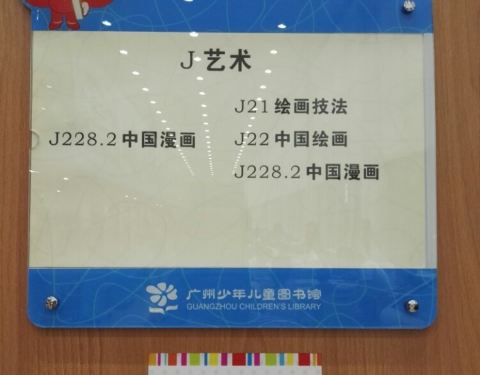 J 艺术
J21 绘画技法
J228.2 中国漫画
J22 中国绘画
J228.2 中国漫画
广州少年儿童图书馆
GUANGZHOU CHILDREN'S LIBRARY